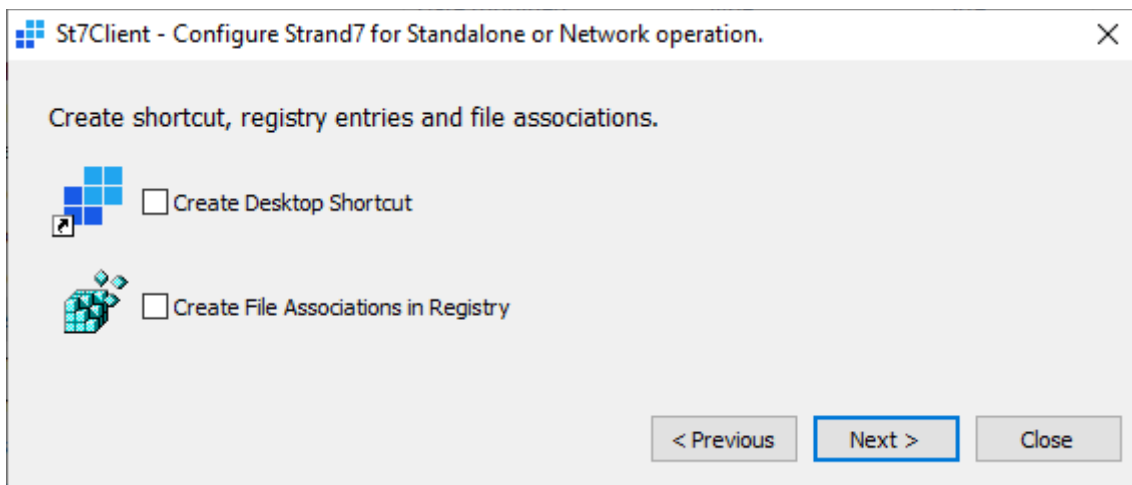 St7Client - Configure Strand7 for Standalone or Network operation.
Create shortcut, registry entries and file associations.
Create Desktop Shortcut
Create File Associations in Registry
< Previous
Next >
Close